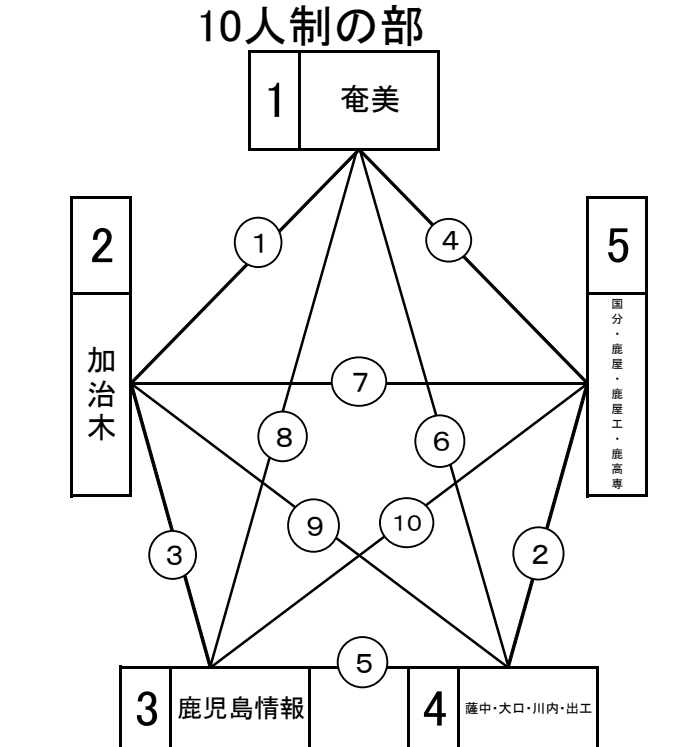 10人制の部
1 奄美
2
加治木
5
国分・鹿屋・鹿屋工・鹿高専
1
4
7
8
6
9
10
3
2
5
3 鹿児島情報
4 薩中・大口・川内・出工